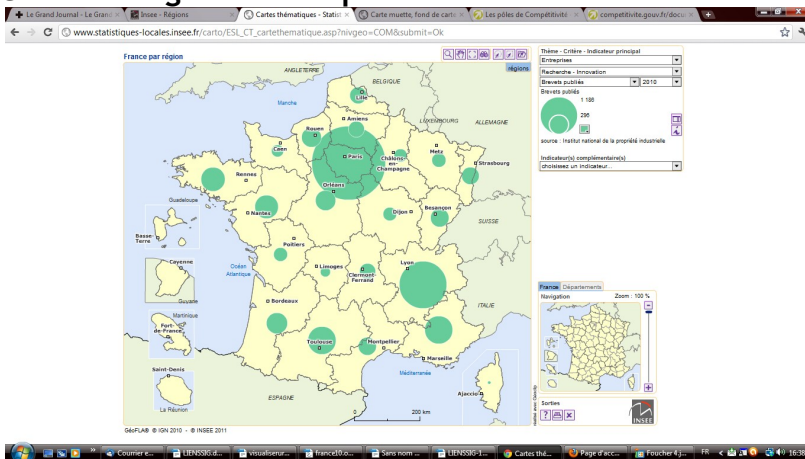 Le Grand Journal - Le Grand
Insee - Régions
Cartes thématiques - Statist
Carte muette, fond de carte
Les pôles de Compétitivité
competitivite.gouv.fr/docu
www.statistiques-locales.insee.fr/carto/ESL_CT_cartethematique.asp?nivgeo=COM&submit=Ok
France par région
régions
ANGLETERRE
BELGIQUE
Manche
Lille
LUXEMBOURG
ALLEMAGNE
Amiens
Rouen
Caen
Paris
Châlons-
en-
Champagne
Metz
Strasbourg
Rennes
Orléans
Guadeloupe
Nantes
Dijon
Besançon
SUISSE
Basse-
Terre
Poitiers
Cayenne
Océan
Atlantique
Limoges
Clermont-
Ferrand
Lyon
Guyane
ITALIE
Martinique
Bordeaux
Fort-
de-France
Toulouse
Montpellier
Marseille
Saint-Denis
Méditerranée
Ajaccio
La Réunion
ESPAGNE
0 200 km
GéoFLA® © IGN 2010 - © INSEE 2011
Thème - Critère - Indicateur principal
Entreprises
Recherche - Innovation
Brevets publiés 2010
Brevets publiés
1 186
296
source : Institut national de la propriété industrielle
Indicateur(s) complémentaire(s)
choisissez un indicateur...
France Départements
Navigation Zoom : 100 %
Sorties
INSEE
Courrier e...
LIENSSIG.d...
visualiseur...
france10.o...
Sans nom ...
LIENSSIG-1...
Cartes thé...
Page d'acc...
Foucher 4.j...
FR
16:38